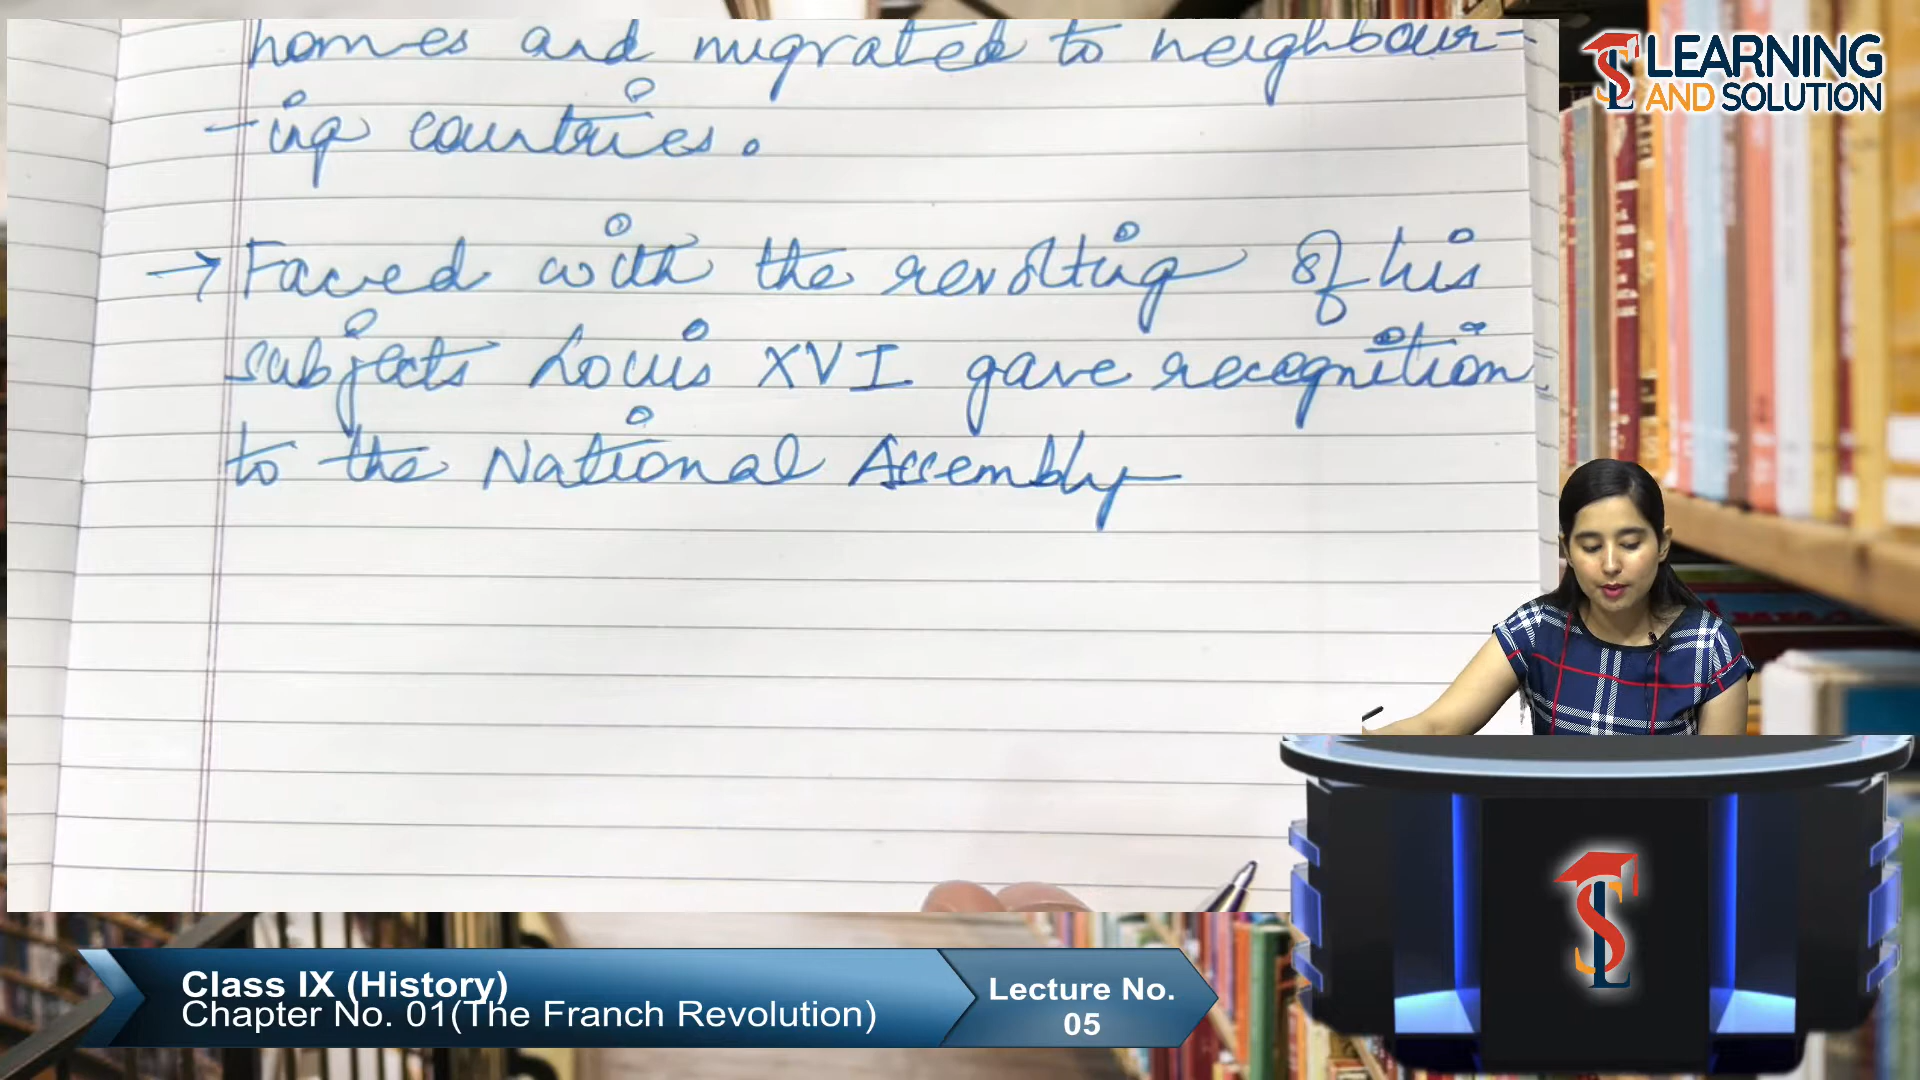 homes and migrated to neighbour-
-ing countries.
→ Faced with the revolting of his
subjects Louis XVI gave recognition
to the National Assembly
LEARNING
AND SOLUTION
Class IX (History)
Chapter No. 01(The Franch Revolution)
Lecture No.
05